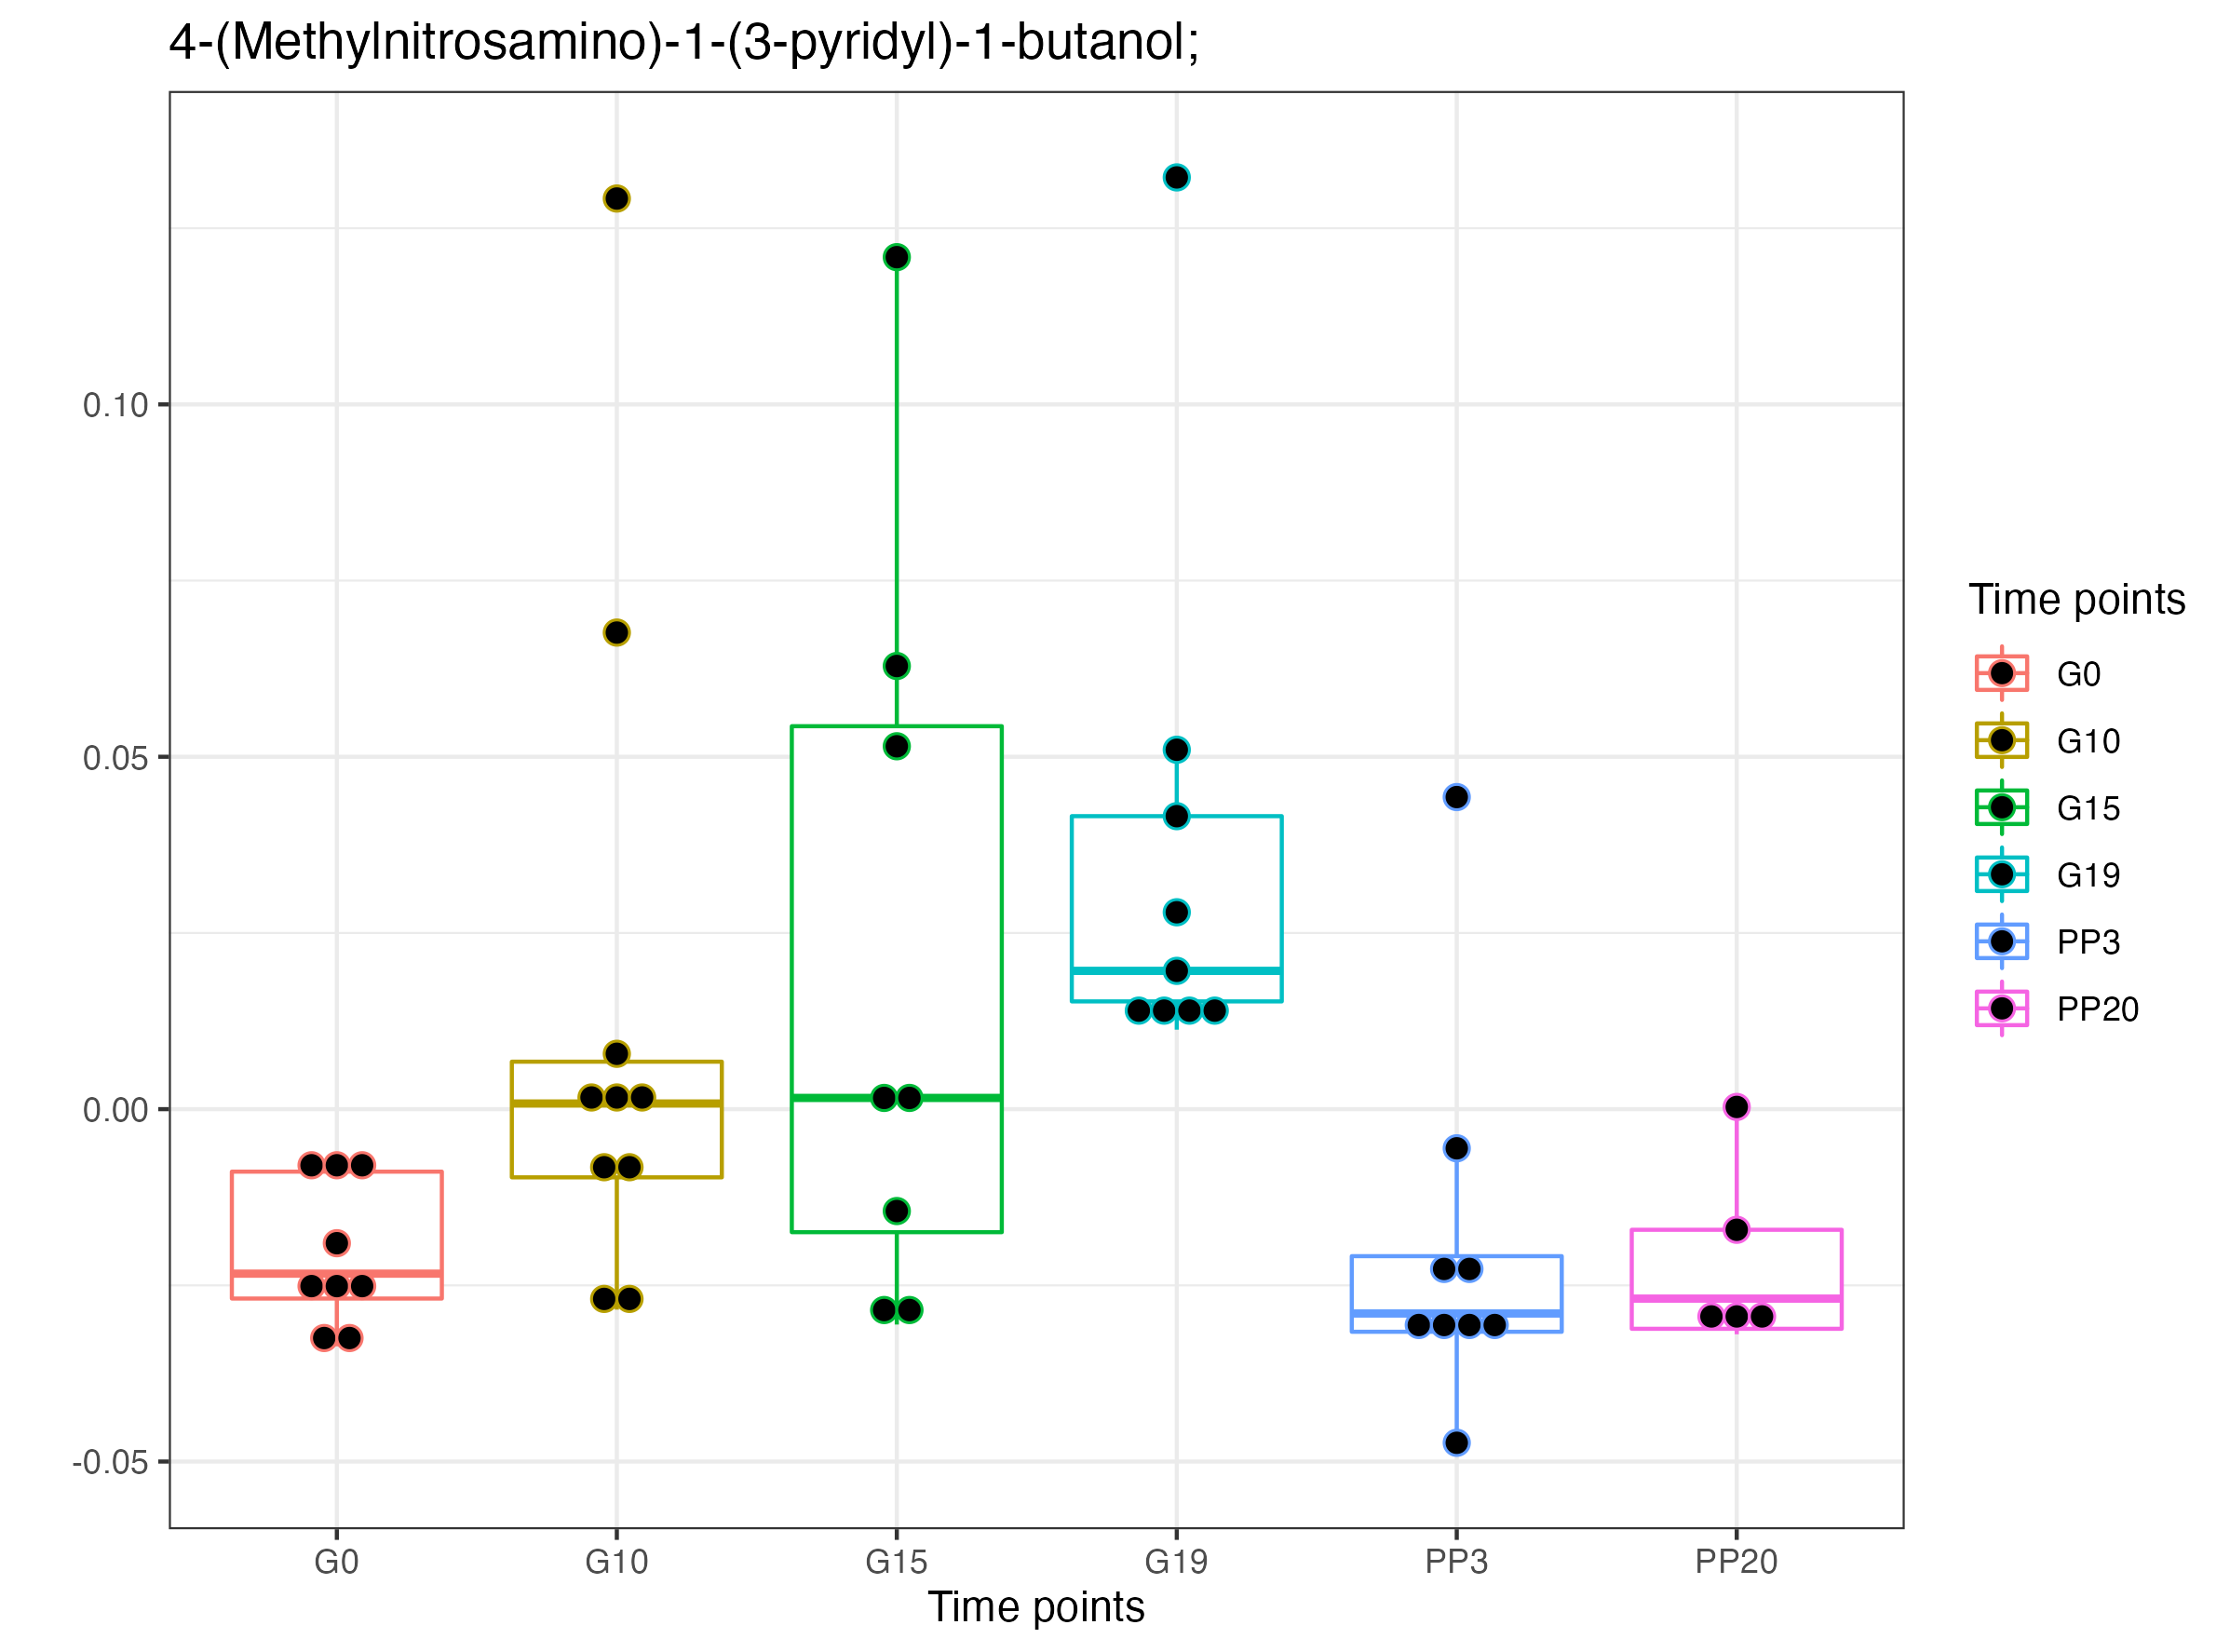 4-(Methylnitrosamino)-1-(3-pyridyl)-1-butanol;
0.10
0.05
0.00
-0.05
G0 G10 G15 G19 PP3 PP20
Time points
Time points
G0
G10
G15
G19
PP3
PP20